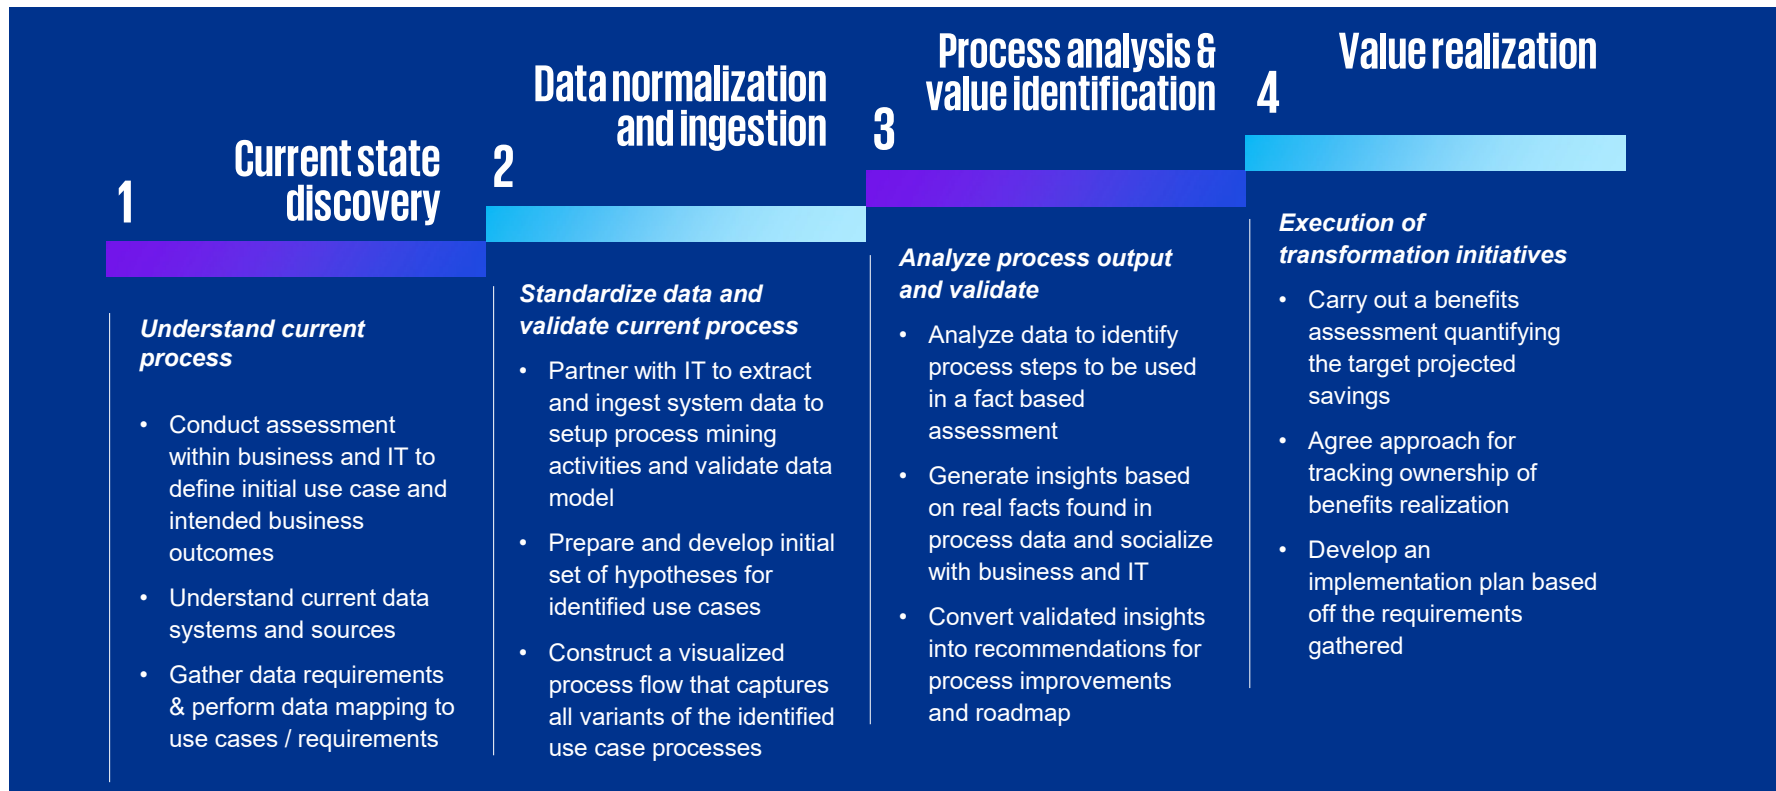 1
Current state
discovery
Understand current
process
• Conduct assessment
within business and IT to
define initial use case and
intended business
outcomes
• Understand current data
systems and sources
• Gather data requirements
& perform data mapping to
use cases / requirements
2
Data normalization
and ingestion
Standardize data and
validate current process
• Partner with IT to extract
and ingest system data to
setup process mining
activities and validate data
model
• Prepare and develop initial
set of hypotheses for
identified use cases
• Construct a visualized
process flow that captures
all variants of the identified
use case processes
3
Process analysis &
value identification
Analyze process output
and validate
• Analyze data to identify
process steps to be used
in a fact based
assessment
• Generate insights based
on real facts found in
process data and socialize
with business and IT
• Convert validated insights
into recommendations for
process improvements
and roadmap
4
Value realization
Execution of
transformation initiatives
• Carry out a benefits
assessment quantifying
the target projected
savings
• Agree approach for
tracking ownership of
benefits realization
• Develop an
implementation plan based
off the requirements
gathered